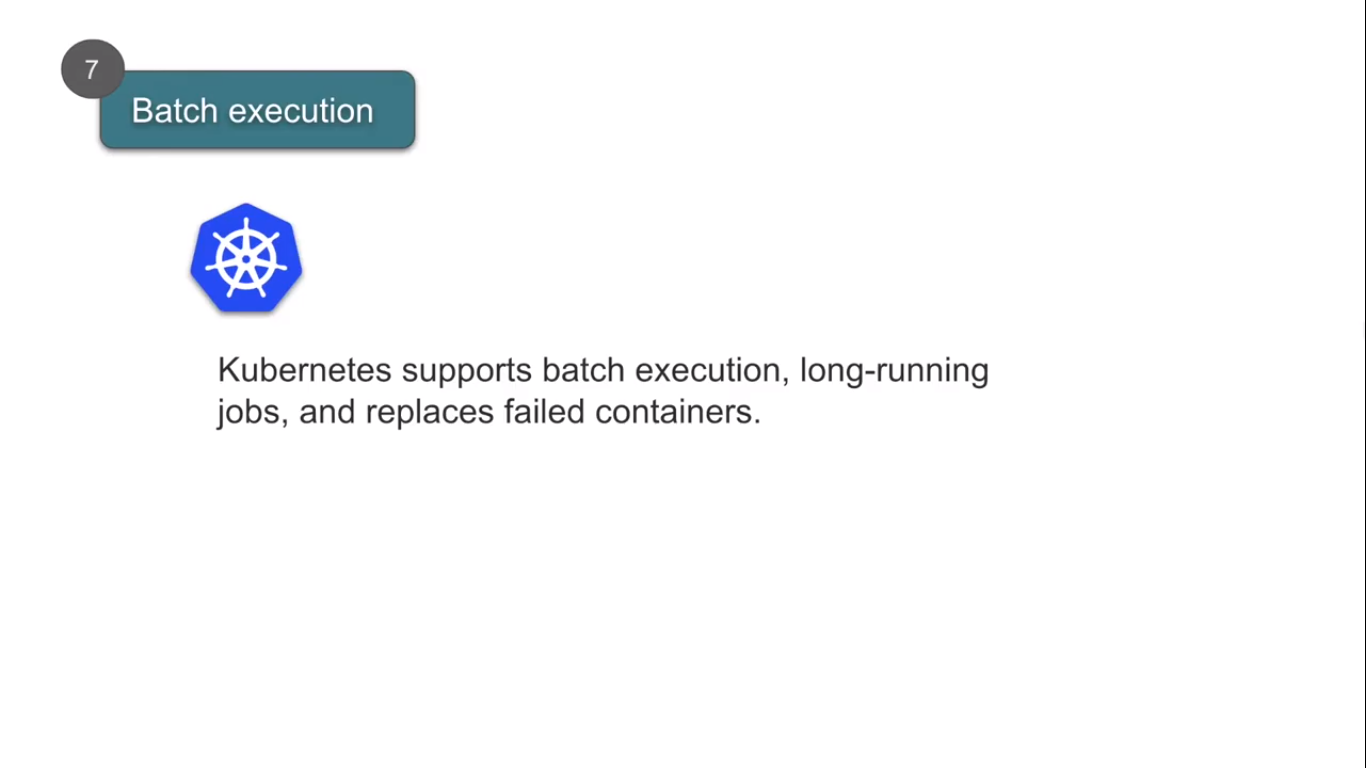 7
Batch execution
Kubernetes supports batch execution, long-running
jobs, and replaces failed containers.